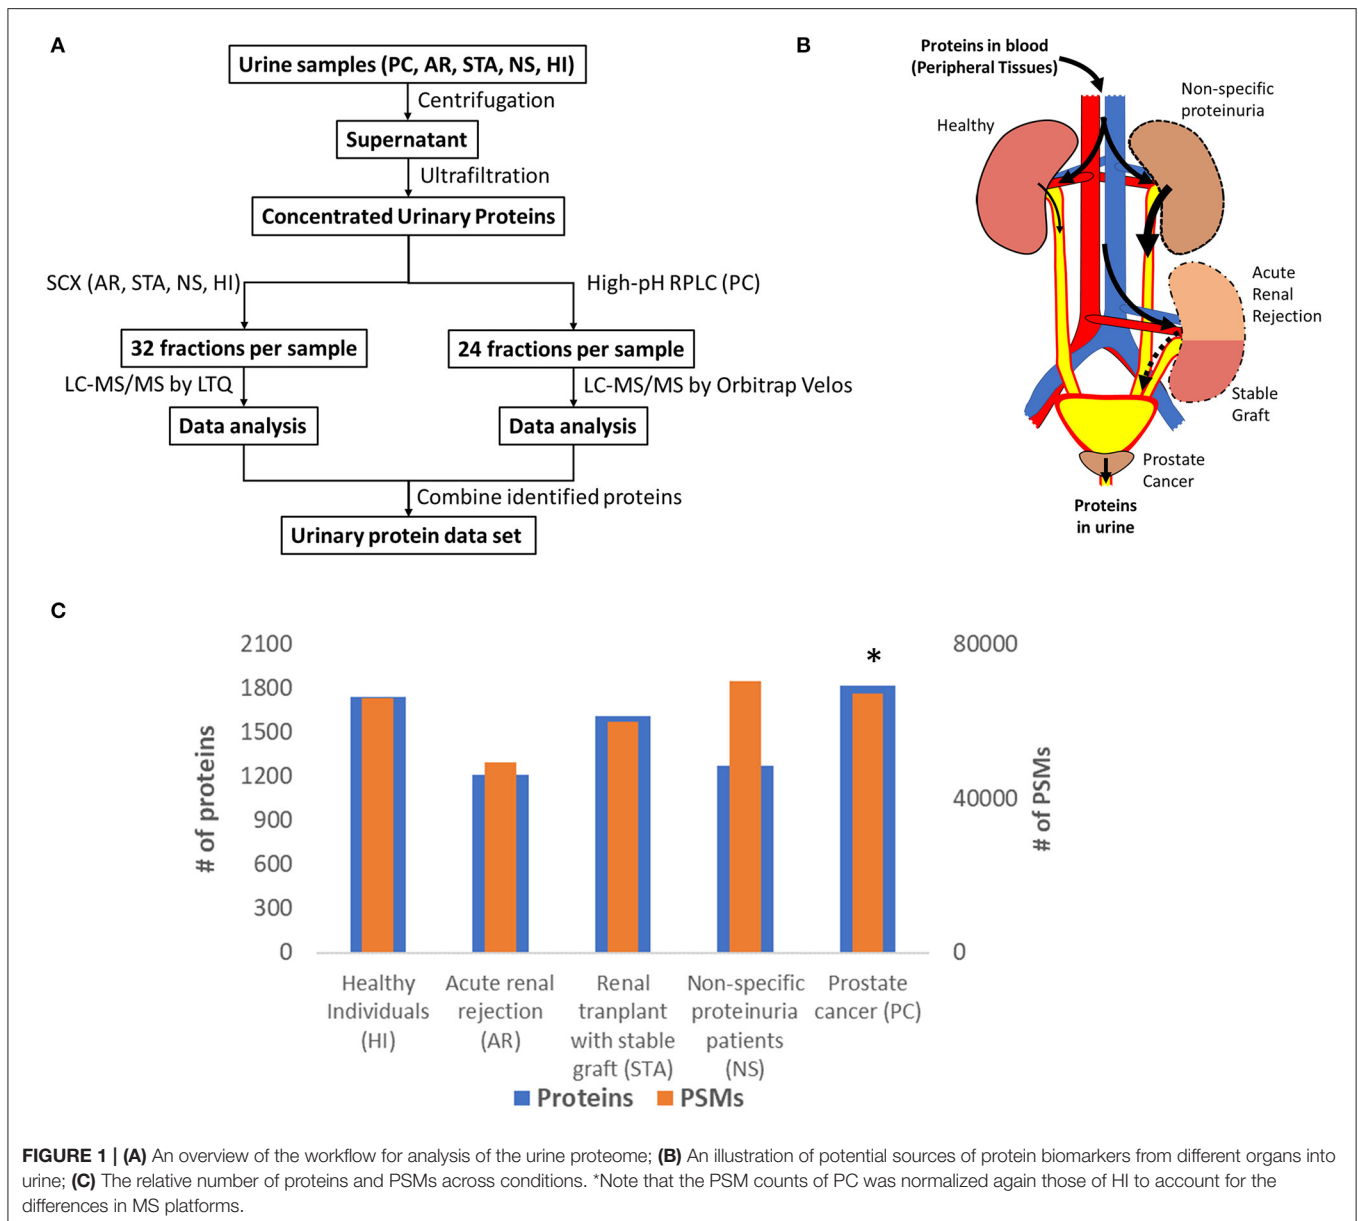 A
Urine samples (PC, AR, STA, NS, HI)
Centrifugation
Supernatant
Ultrafiltration
Concentrated Urinary Proteins
SCX (AR, STA, NS, HI)
High-pH RPLC (PC)
32 fractions per sample
24 fractions per sample
LC-MS/MS by LTQ
LC-MS/MS by Orbitrap Velos
Data analysis
Data analysis
Combine identified proteins
Urinary protein data set
B
Proteins in blood
(Peripheral Tissues)
Non-specific
proteinuria
Healthy
Acute
Renal
Rejection
Stable
Graft
Prostate
Cancer
Proteins
in urine
C
# of proteins
2100
1800
1500
1200
900
600
300
0
*
80000
40000
0
# of PSMs
Healthy
Individuals
(HI)
Acute renal
rejection
(AR)
Renal
tranplant
with stable
graft (STA)
Non-specific
proteinuria
patients
(NS)
Prostate
cancer (PC)
Proteins
PSMs
FIGURE 1 | (A) An overview of the workflow for analysis of the urine proteome; (B) An illustration of potential sources of protein biomarkers from different organs into
urine; (C) The relative number of proteins and PSMs across conditions. *Note that the PSM counts of PC was normalized again those of HI to account for the
differences in MS platforms.